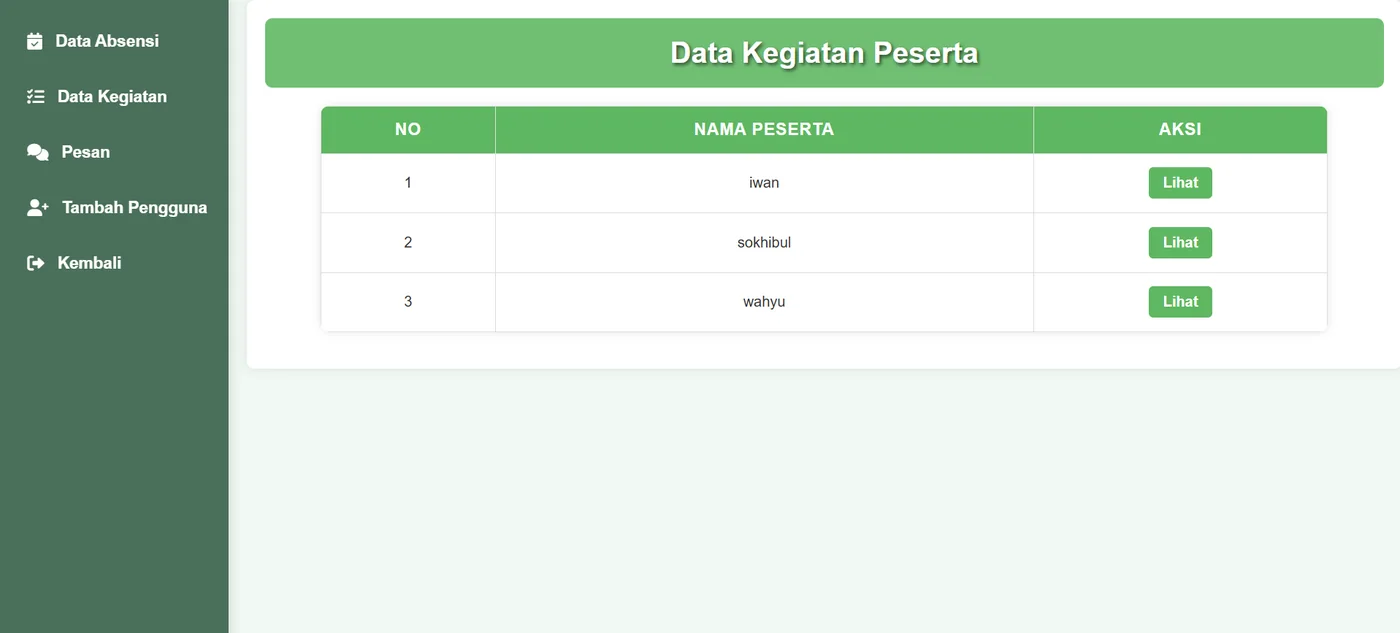 Data Absensi
Data Kegiatan
Pesan
Tambah Pengguna
Kembali
Data Kegiatan Peserta
NO NAMA PESERTA AKSI
1 iwan Lihat
2 sokhibul Lihat
3 wahyu Lihat